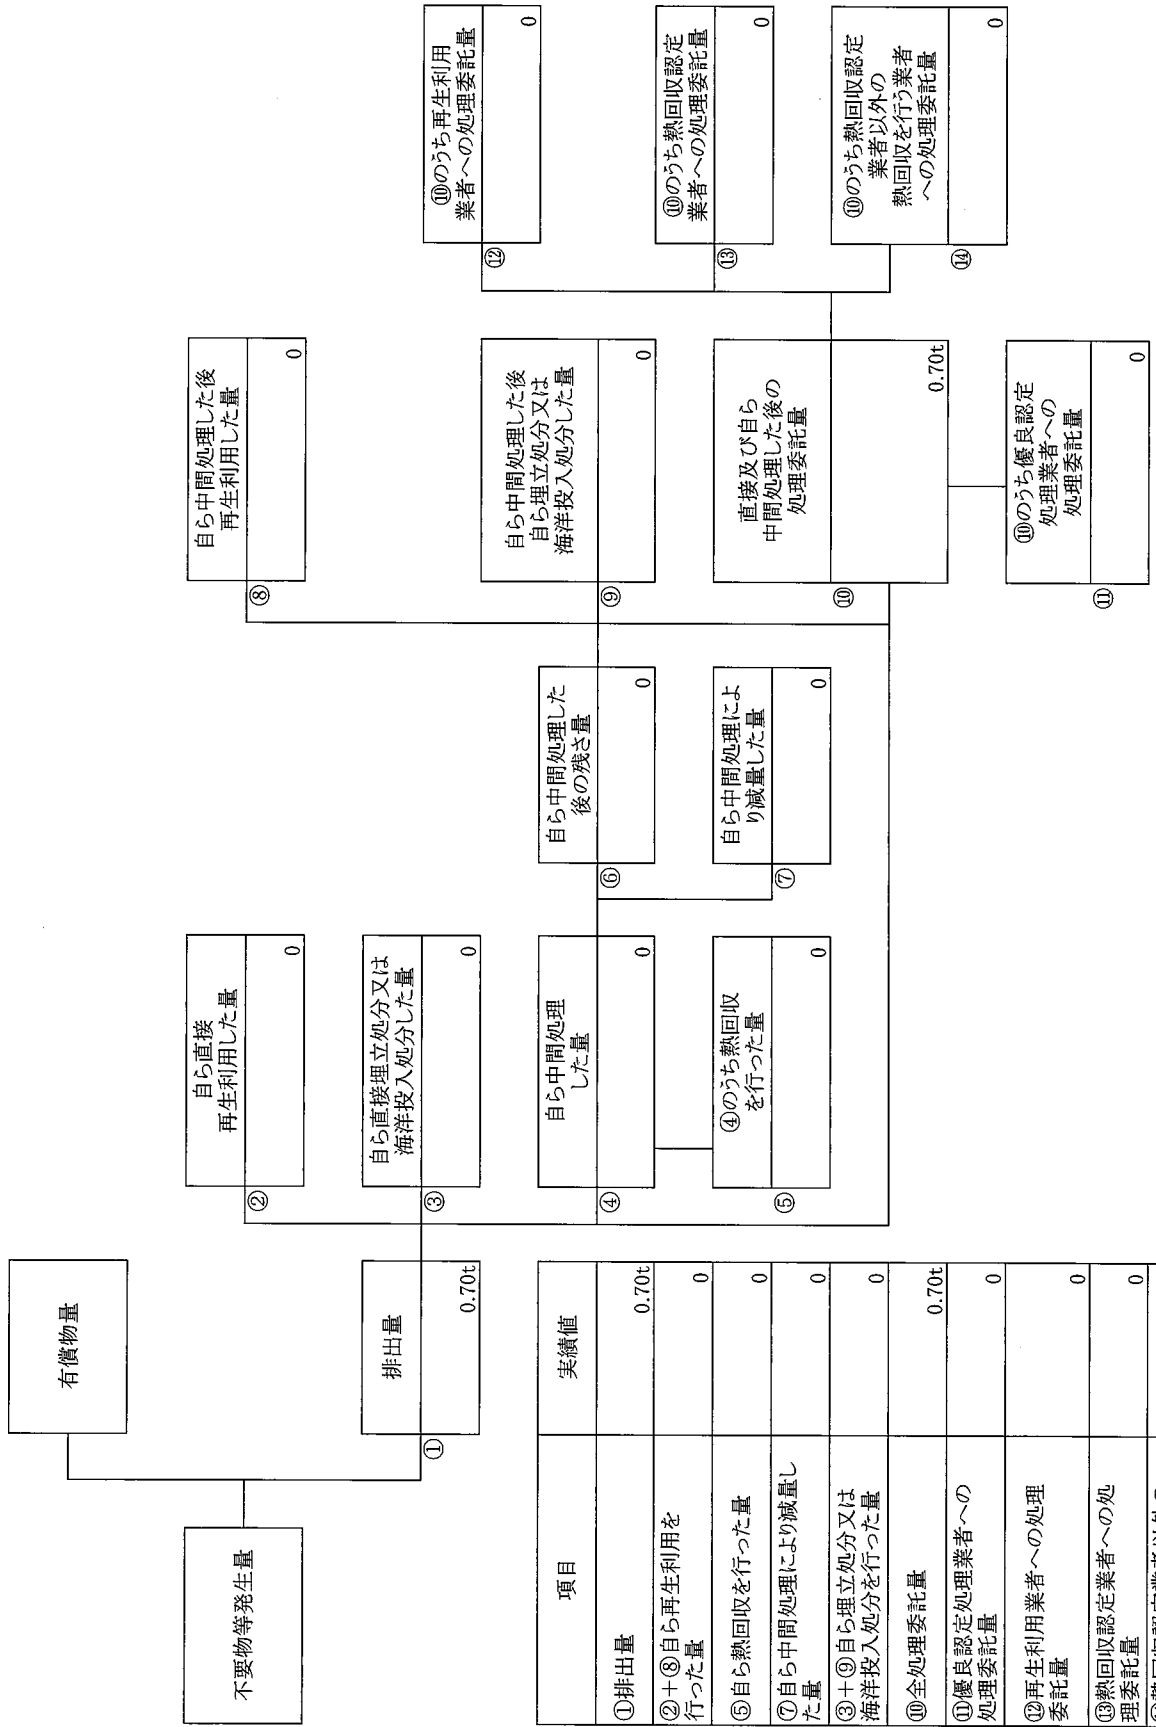 不要物等発生量
有償物量
排出量
①
0.70t
自ら直接
再生利用した量
②
0
自ら直接埋立処分又は
海洋投入処分した量
③
0
自ら中間処理
した量
④
0
④のうち熱回収
を行った量
⑤
0
自ら中間処理した
後の残さ量
⑥
0
自ら中間処理によ
り減量した量
⑦
0
自ら中間処理した後
再生利用した量
⑧
0
自ら中間処理した後
自ら埋立処分又は
海洋投入処分した量
⑨
0
直接及び自ら
中間処理した後の
処理委託量
⑩
0.70t
⑩のうち優良認定
処理業者への
処理委託量
⑪
0
⑩のうち再生利用
業者への処理委託量
⑫
0
⑩のうち熱回収認定
業者への処理委託量
⑬
0
⑩のうち熱回収認定
業者以外の
熱回収を行う業者
への処理委託量
⑭
0
項目 実績値
①排出量 0.70t
②+⑧自ら再生利用を
行った量 0
⑤自ら熱回収を行った量 0
⑦自ら中間処理により減量し
た量 0
③+⑨自ら埋立処分又は
海洋投入処分を行った量 0
⑩全処理委託量 0.70t
⑪優良認定処理業者への
処理委託量 0
⑫再生利用業者への処理
委託量 0
⑬熱回収認定業者への処
理委託量 0